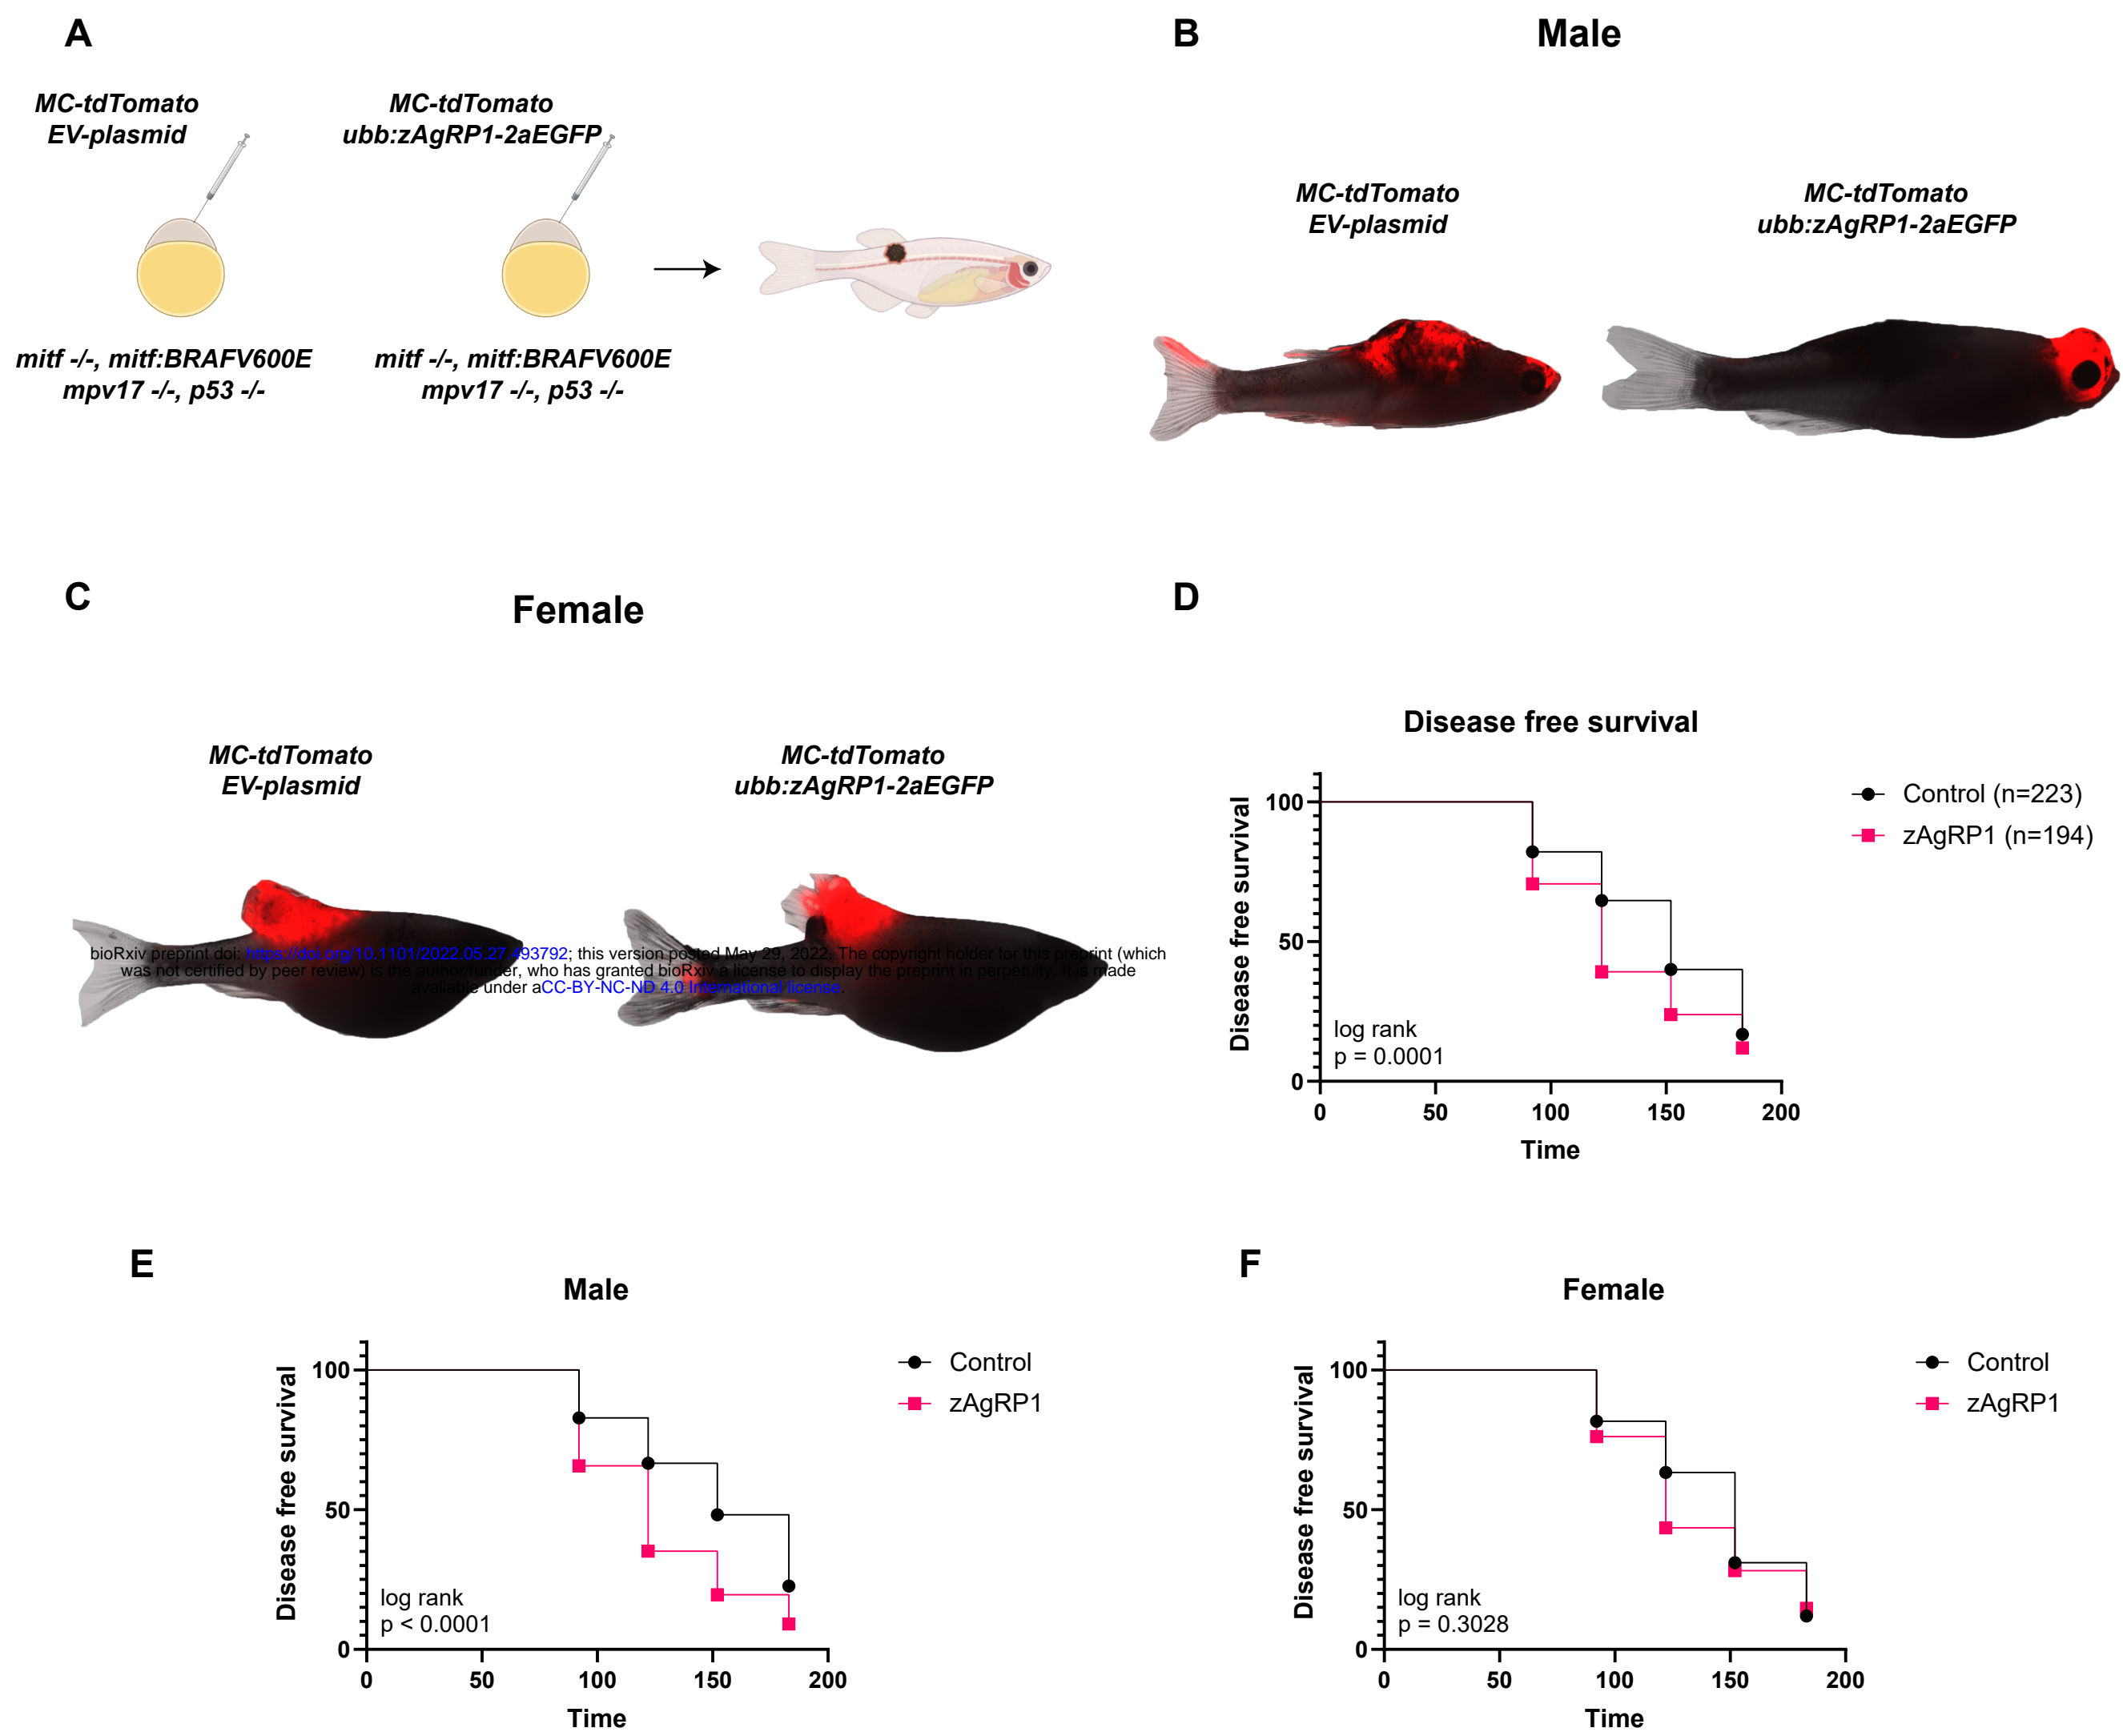 A
MC-tdTomato
EV-plasmid
MC-tdTomato
ubb:zAgRP1-2aEGFP
mitf -/-, mitf:BRAFV600E
mpv17 -/-, p53 -/-
mitf -/-, mitf:BRAFV600E
mpv17 -/-, p53 -/-
B
Male
MC-tdTomato
EV-plasmid
MC-tdTomato
ubb:zAgRP1-2aEGFP
C
Female
MC-tdTomato
EV-plasmid
MC-tdTomato
ubb:zAgRP1-2aEGFP
bioRxiv preprint doi: https://doi.org/10.1101/2022.05.27.493792; this version posted May 29, 2022. The copyright holder for this preprint (which
was not certified by peer review) is the author/funder, who has granted bioRxiv a license to display the preprint in perpetuity. It is made
available under aCC-BY-NC-ND 4.0 International license.
D
Disease free survival
Disease free survival
100
50
0
log rank
p = 0.0001
0 50 100 150 200
Time
Control (n=223)
zAgRP1 (n=194)
E
Male
Disease free survival
100
50
0
log rank
p < 0.0001
0 50 100 150 200
Time
Control
zAgRP1
F
Female
Disease free survival
100
50
0
log rank
p = 0.3028
0 50 100 150 200
Time
Control
zAgRP1